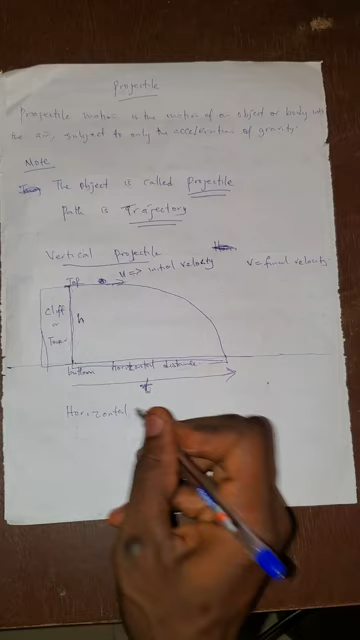 Projectile
Projectile motion is the motion of an object or body into
the air, subject to only the acceleration of gravity.
Note
The object is called projectile
path is Trajectory
Vertical projectile
Top u => initial velocity v = final velocity
Cliff
or
Tower
h
bottom horizontal distance
Horizontal